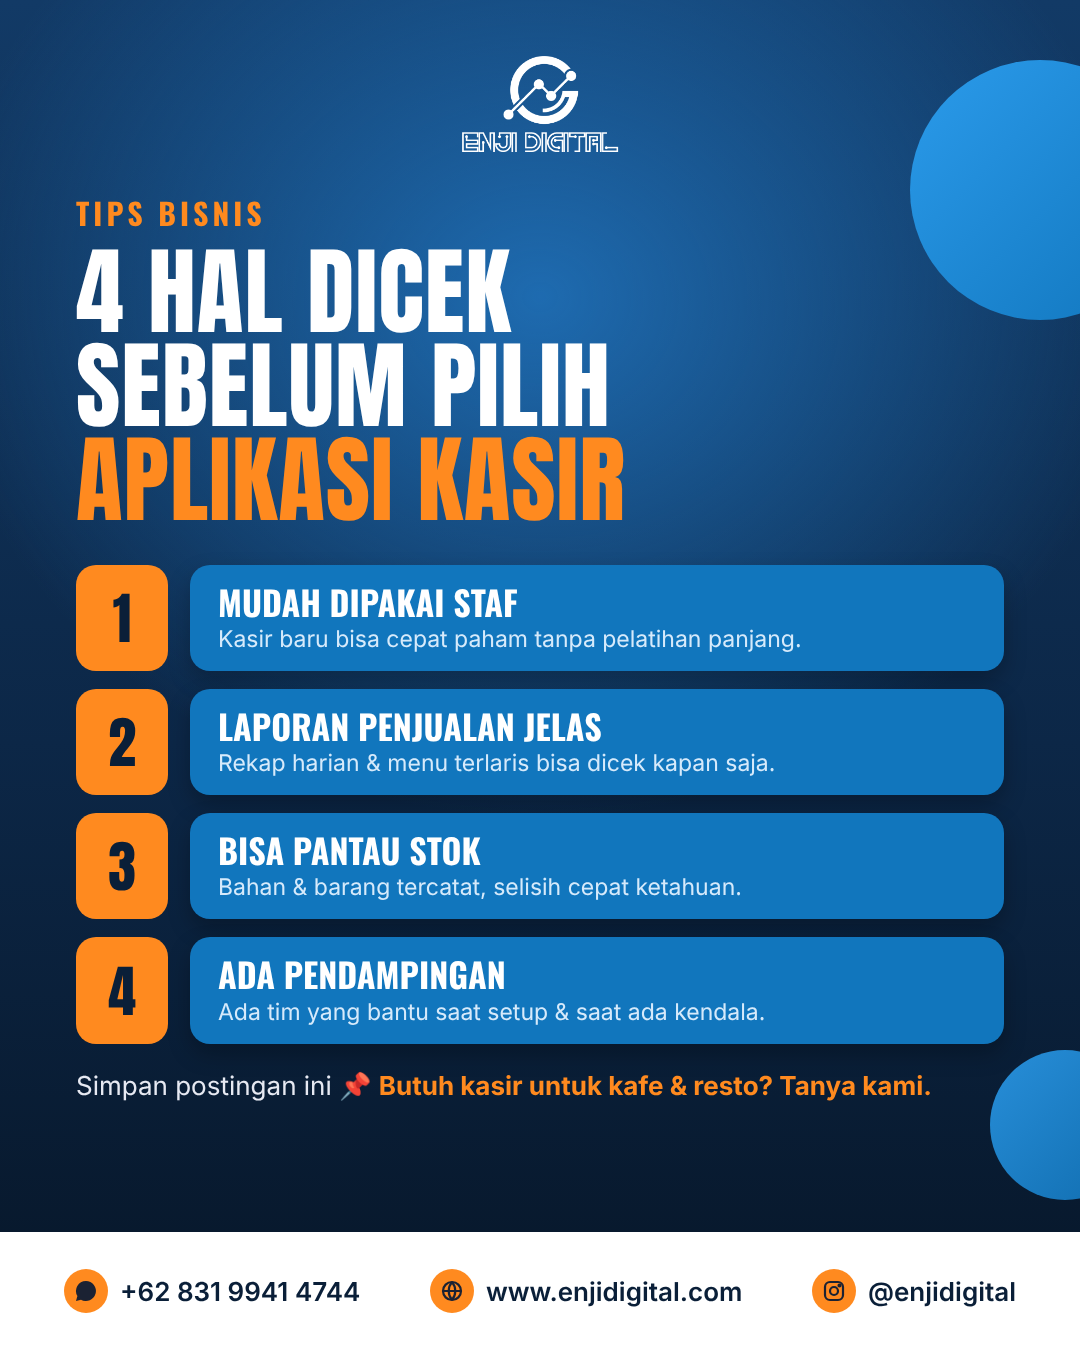 ENJI DIGITAL
TIPS BISNIS
4 HAL DICEK
SEBELUM PILIH
APLIKASI KASIR
1
MUDAH DIPAKAI STAF
Kasir baru bisa cepat paham tanpa pelatihan panjang.
2
LAPORAN PENJUALAN JELAS
Rekap harian & menu terlaris bisa dicek kapan saja.
3
BISA PANTAU STOK
Bahan & barang tercatat, selisih cepat ketahuan.
4
ADA PENDAMPINGAN
Ada tim yang bantu saat setup & saat ada kendala.
Simpan postingan ini 📌 Butuh kasir untuk kafe & resto? Tanya kami.
+62 831 9941 4744 www.enjidigital.com @enjidigital